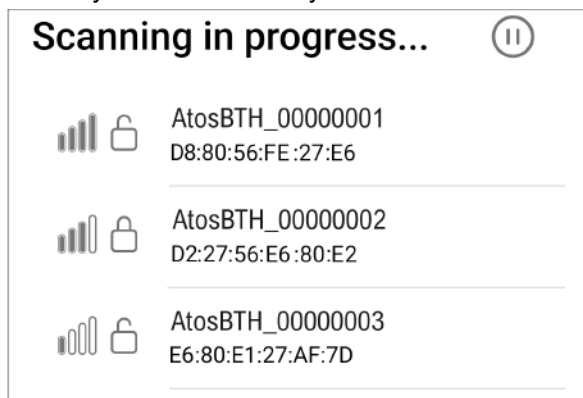 Scanning in progress...
AtosBTH_00000001
D8:80:56:FE:27:E6
AtosBTH_00000002
D2:27:56:E6:80:E2
AtosBTH_00000003
E6:80:E1:27:AF:7D